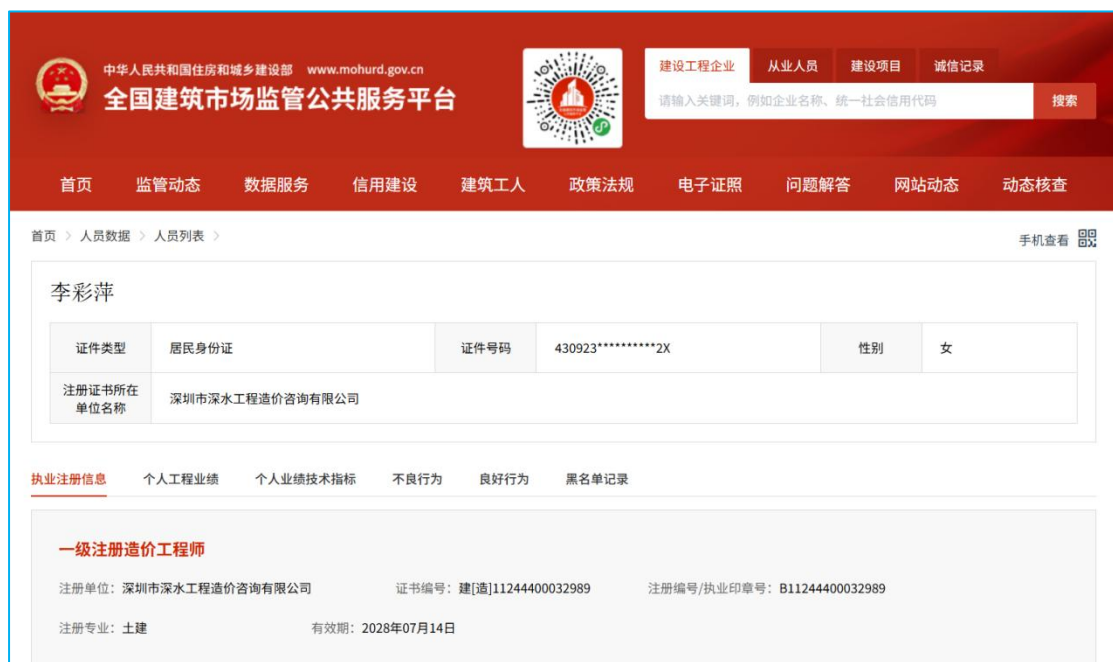 中华人民共和国住房和城乡建设部 www.mohurd.gov.cn
全国建筑市场监管公共服务平台
建设工程企业 从业人员 建设项目 诚信记录
请输入关键词，例如企业名称、统一社会信用代码 搜索
首页 监管动态 数据服务 信用建设 建筑工人 政策法规 电子证照 问题解答 网站动态 动态核查
首页 > 人员数据 > 人员列表 >
手机查看
李彩萍
证件类型 居民身份证 证件号码 430923**********2X 性别 女
注册证书所在
单位名称
深圳市深水工程造价咨询有限公司
执业注册信息 个人工程业绩 个人业绩技术指标 不良行为 良好行为 黑名单记录
一级注册造价工程师
注册单位：深圳市深水工程造价咨询有限公司 证书编号：建[造]11244400032989 注册编号/执业印章号：B11244400032989
注册专业：土建 有效期：2028年07月14日